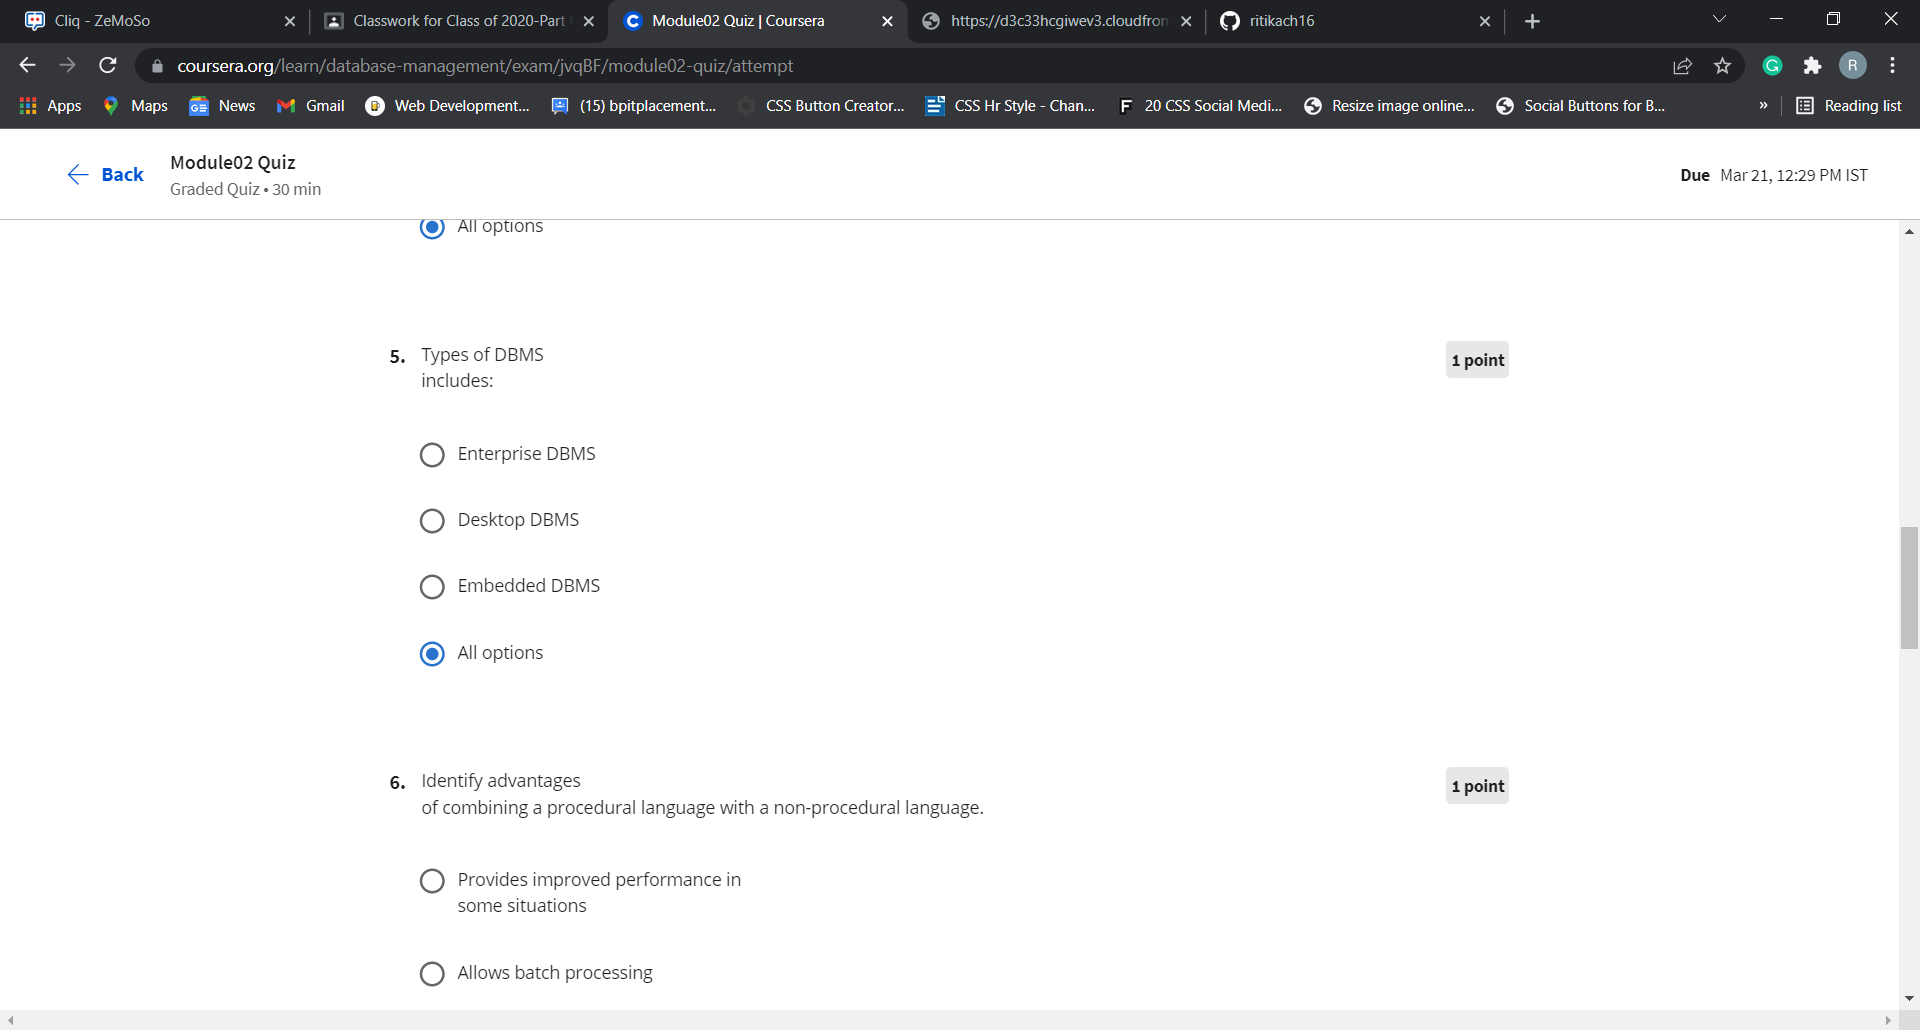 Cliq - ZeMoSo
Classwork for Class of 2020-Part
Module02 Quiz | Coursera
https://d3c33hcgiwev3.cloudfron
ritikach16
coursera.org/learn/database-management/exam/jvqBF/module02-quiz/attempt
G
R
Apps
Maps
News
Gmail
Web Development...
(15) bpitplacement...
CSS Button Creator...
CSS Hr Style - Chan...
20 CSS Social Medi...
Resize image online...
Social Buttons for B...
»
Reading list
Back
Module02 Quiz
Graded Quiz • 30 min
Due Mar 21, 12:29 PM IST
All options
5. Types of DBMS
includes:
1 point
Enterprise DBMS
Desktop DBMS
Embedded DBMS
All options
6. Identify advantages
of combining a procedural language with a non-procedural language.
1 point
Provides improved performance in
some situations
Allows batch processing